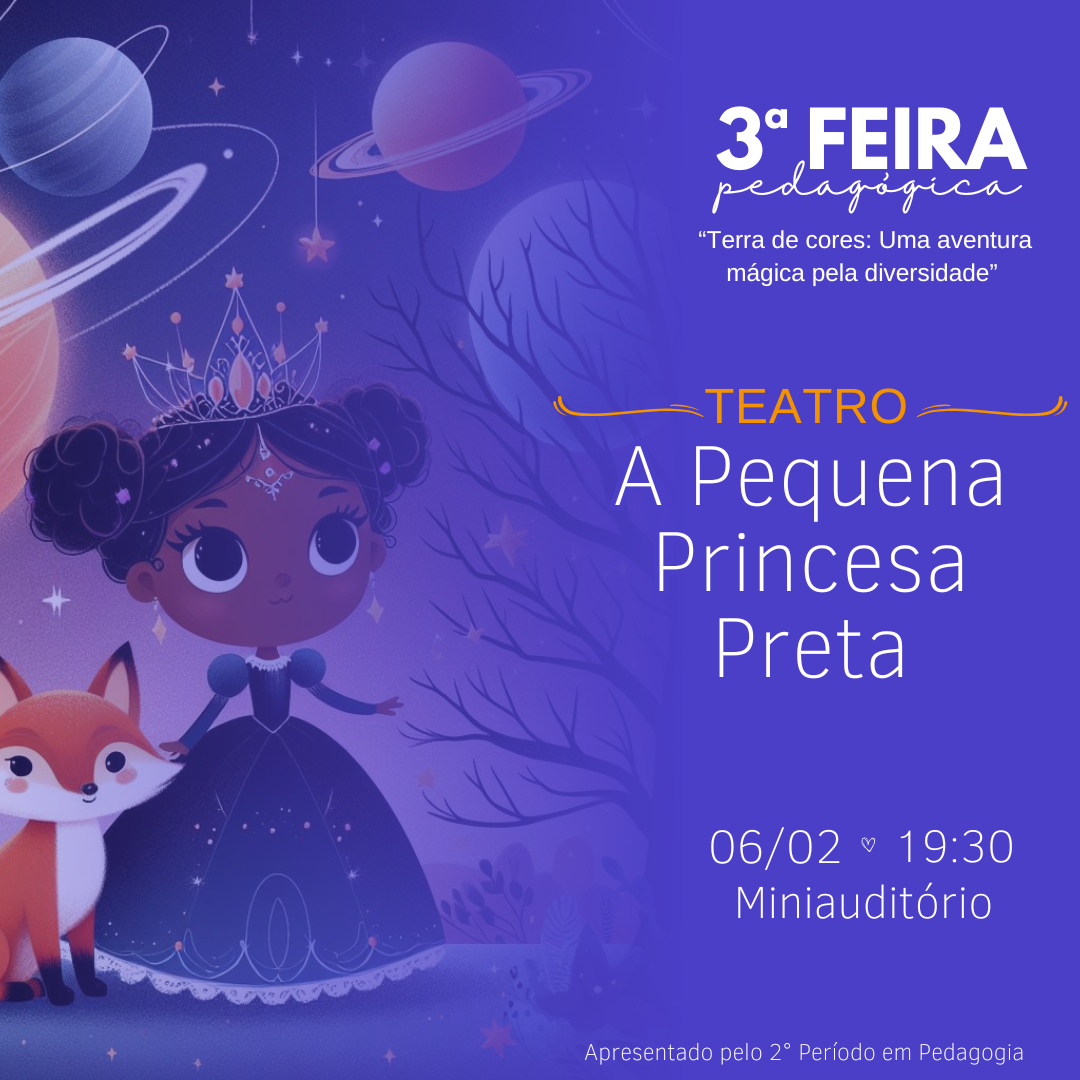 3ª FEIRA
pedagógica
“Terra de cores: Uma aventura
mágica pela diversidade”
TEATRO
A Pequena
Princesa
Preta
06/02 ♡ 19:30
Miniauditório
Apresentado pelo 2° Período em Pedagogia